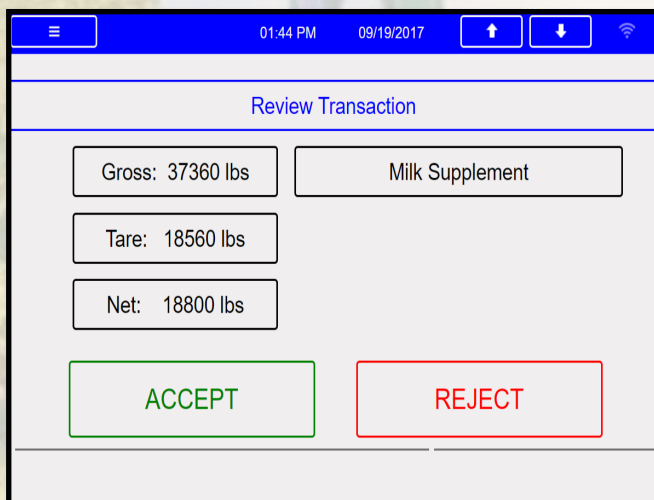 01:44 PM 09/19/2017
Review Transaction
Gross: 37360 lbs Milk Supplement
Tare: 18560 lbs
Net: 18800 lbs
ACCEPT REJECT